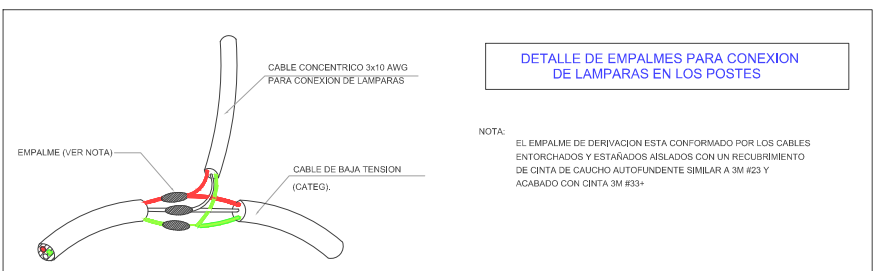 CABLE CONCENTRICO 3x10 AWG
PARA CONEXION DE LAMPARAS
EMPALME (VER NOTA)
CABLE DE BAJA TENSION
(CATEG).
DETALLE DE EMPALMES PARA CONEXION
DE LAMPARAS EN LOS POSTES
NOTA:
EL EMPALME DE DERIVACION ESTA CONFORMADO POR LOS CABLES
ENTORCHADOS Y ESTAÑADOS AISLADOS CON UN RECUBRIMIENTO
DE CINTA DE CAUCHO AUTOFUNDENTE SIMILAR A 3M #23 Y
ACABADO CON CINTA 3M #33+